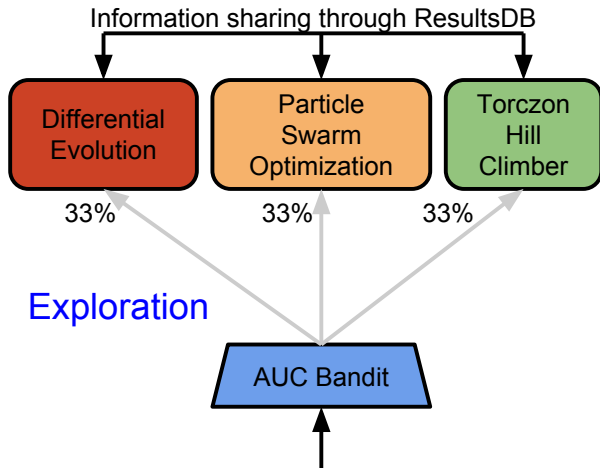 Information sharing through ResultsDB
Differential
Evolution
Particle
Swarm
Optimization
Torczon
Hill
Climber
33%
33%
33%
Exploration
AUC Bandit